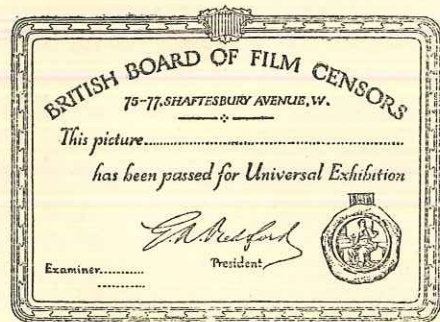 BRITISH BOARD OF FILM CENSORS
75-77, SHAFTESBURY AVENUE, W.
This picture..............................
has been passed for Universal Exhibition
G. A. Redford
President
Examiner...........